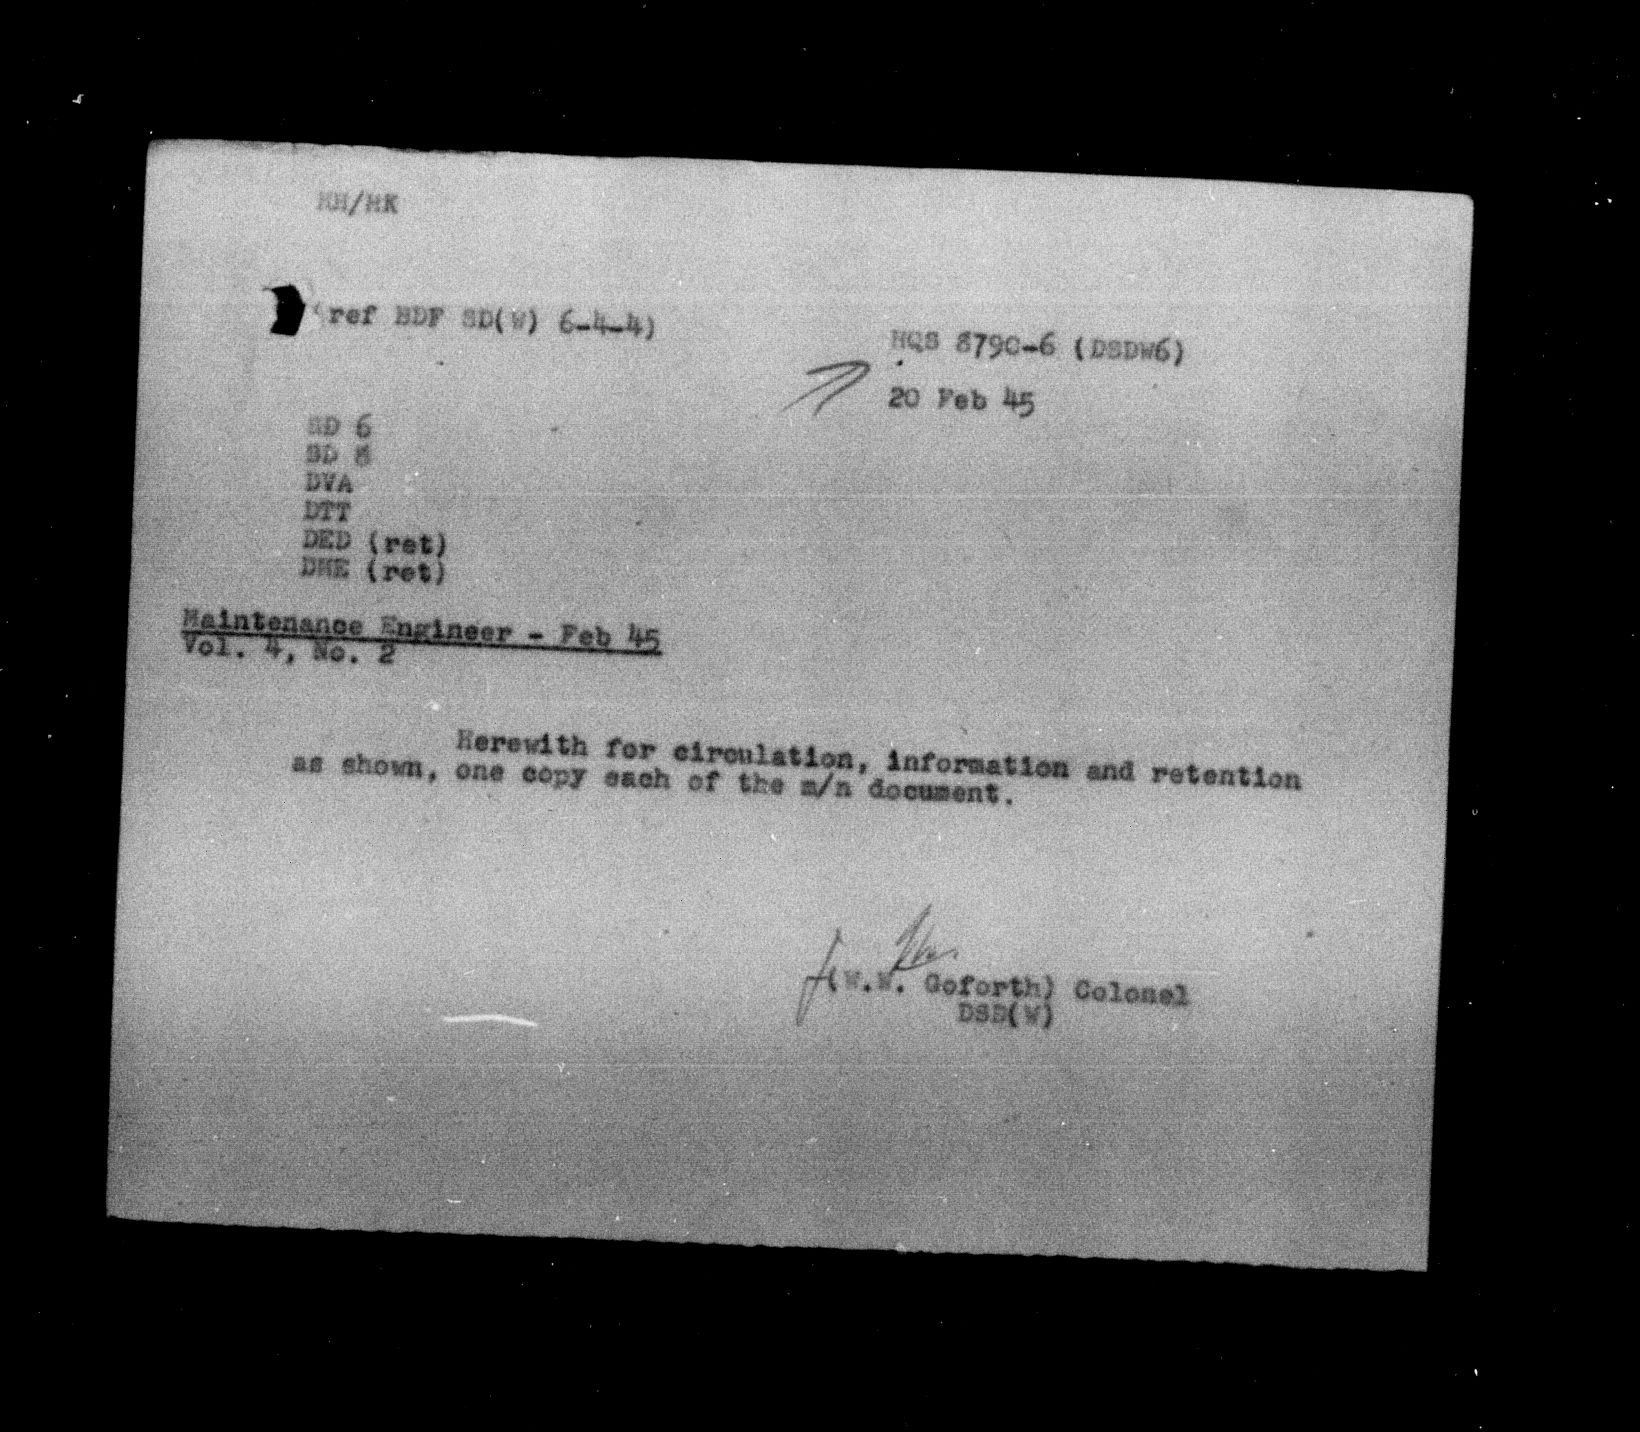 (ref BDF SD(W) 6-4-4)
HQS 8790-6 (DSDW6)
20 Feb 45
SD 6
SD 8
DVA
DTT
DED (ret)
DME (ret)
Maintenance Engineer - Feb 45
Vol. 4, No. 2
Herewith for circulation, information and retention
as shown, one copy each of the m/n document.
(W.W. Goforth) Colonel
DSD(W)